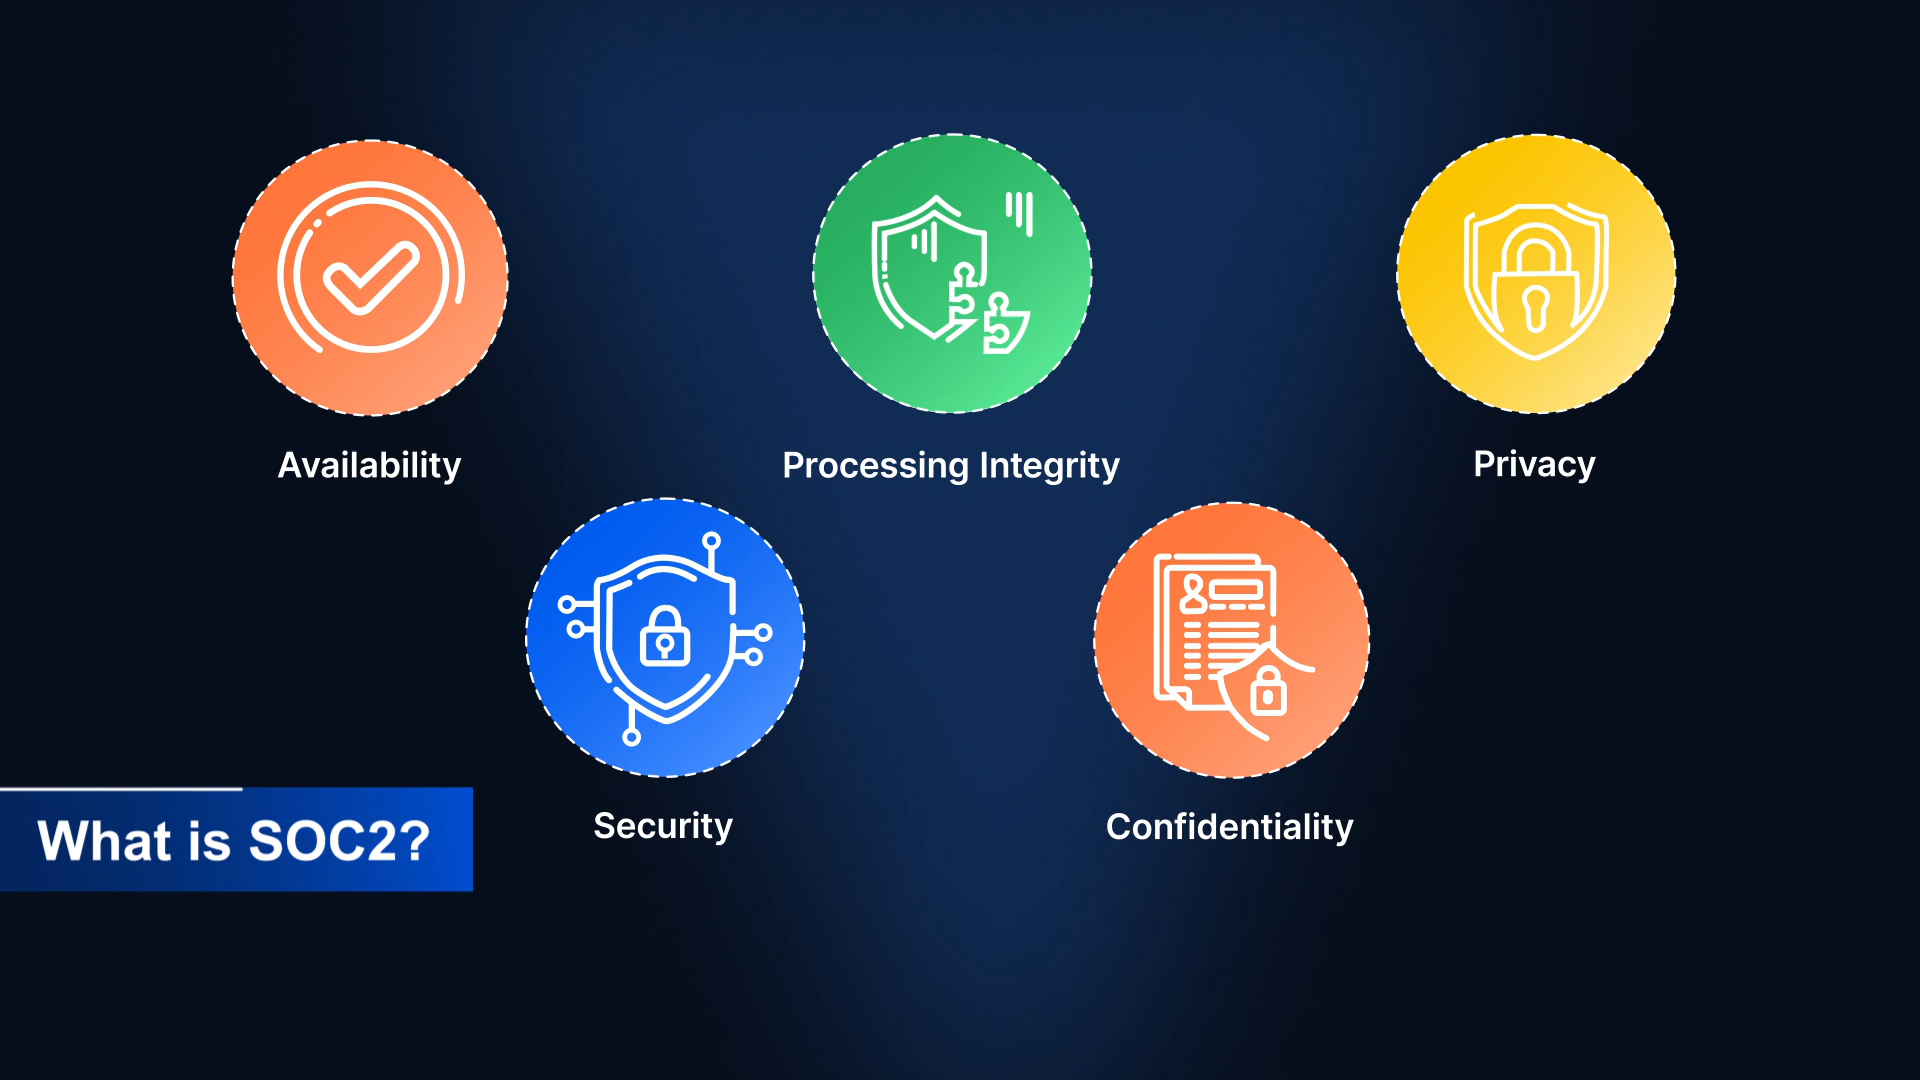 Availability
Processing Integrity
Privacy
Security
Confidentiality
What is SOC2?